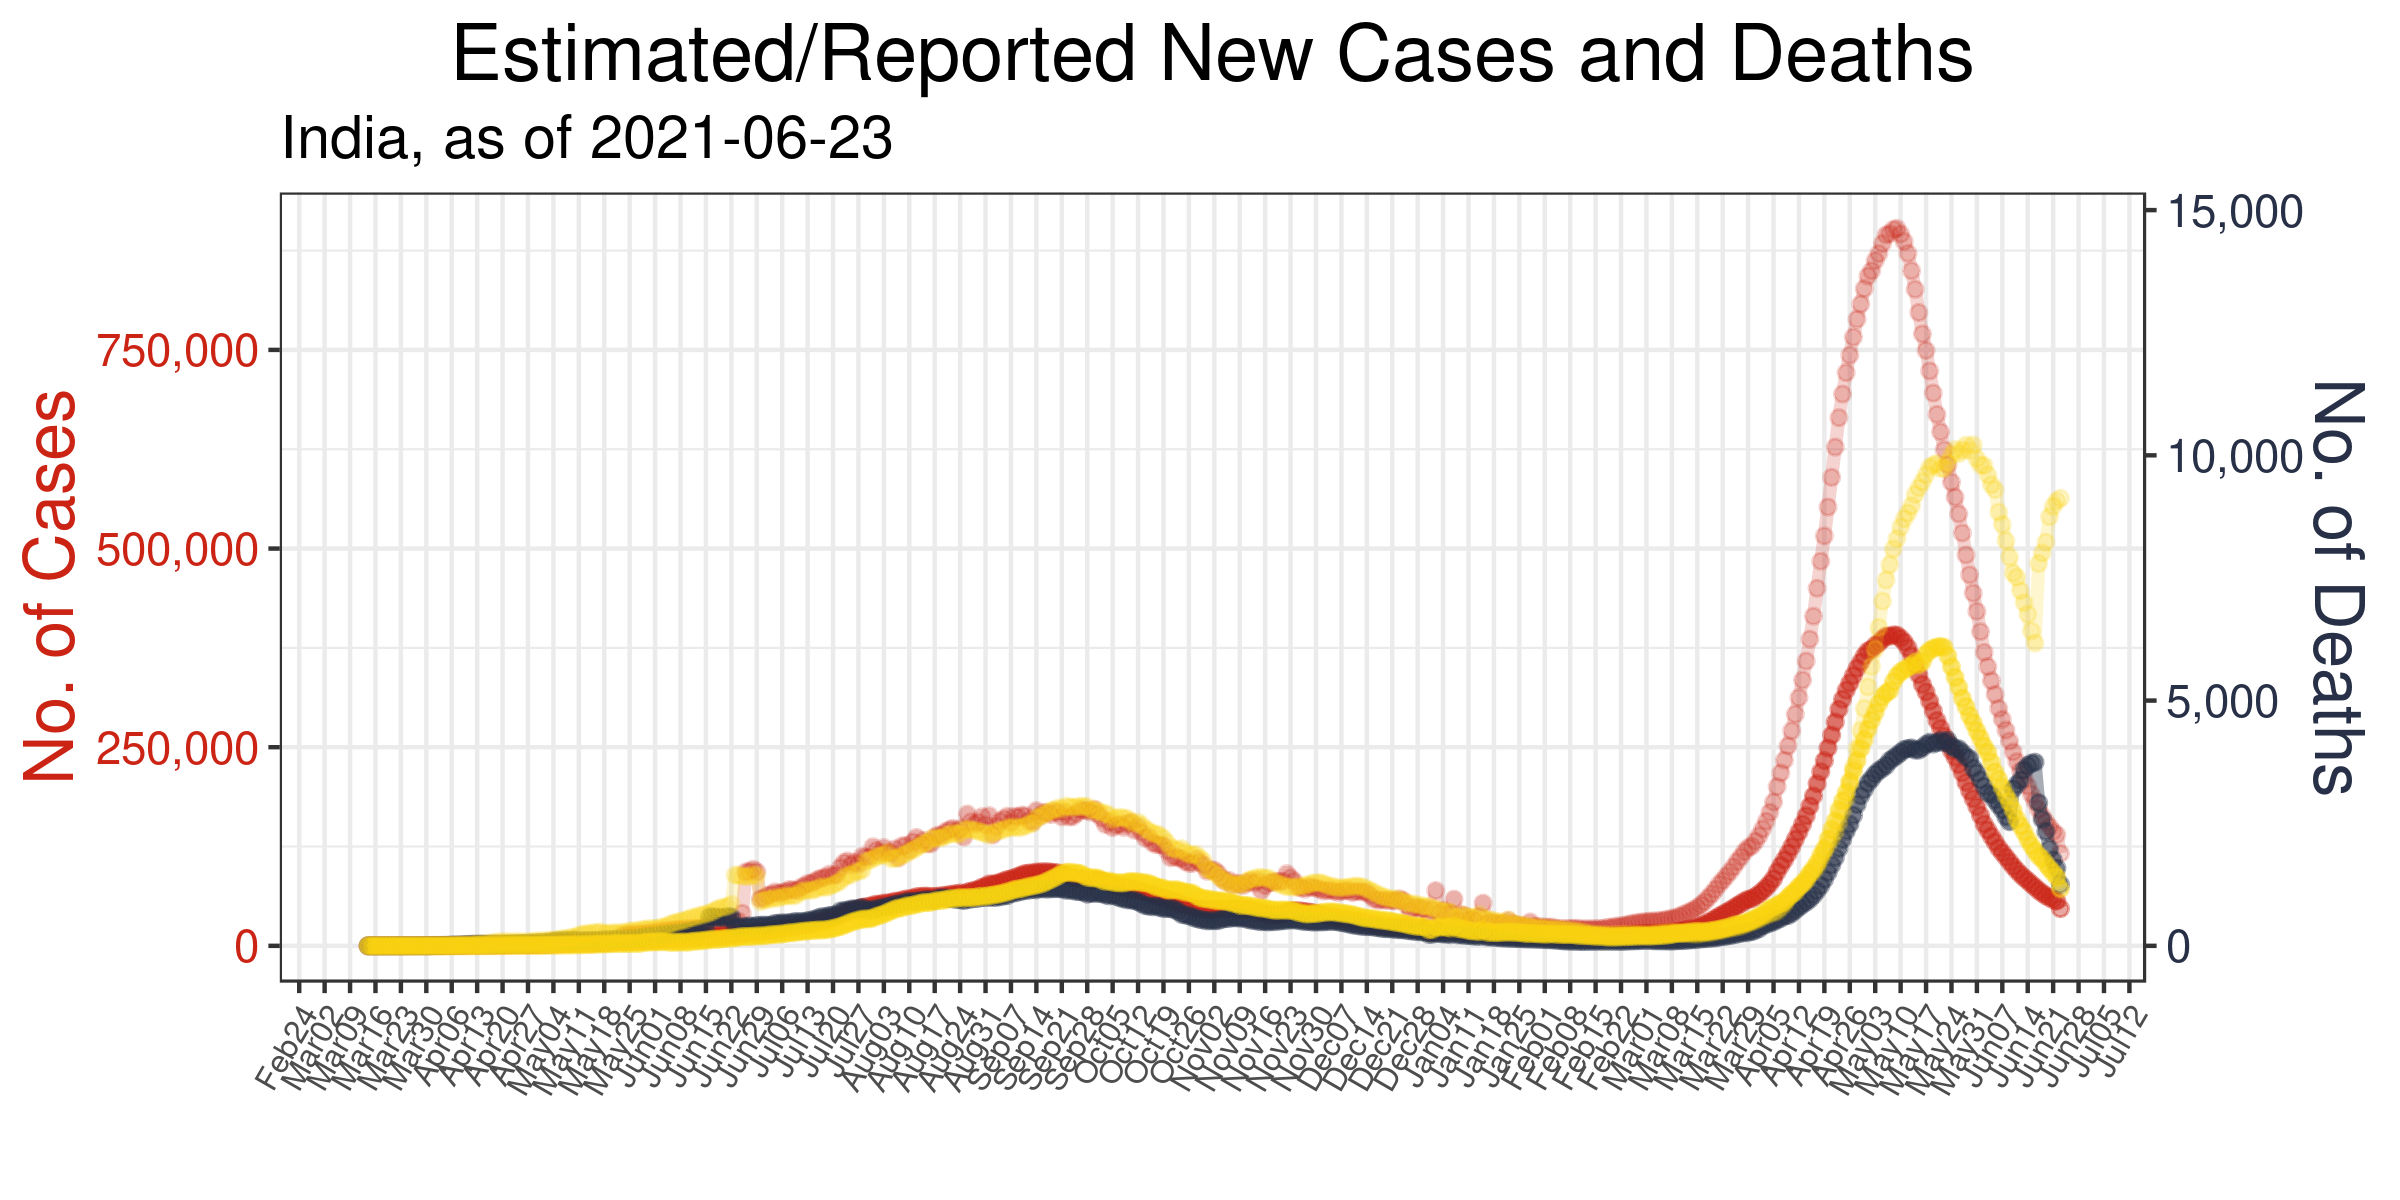 Estimated/Reported New Cases and Deaths
India, as of 2021-06-23
No. of Cases
750,000
500,000
250,000
0
15,000
10,000
5,000
0
No. of Deaths
Feb24
Mar02
Mar09
Mar16
Mar23
Mar30
Apr06
Apr13
Apr20
Apr27
May04
May11
May18
May25
Jun01
Jun08
Jun15
Jun22
Jun29
Jul06
Jul13
Jul20
Jul27
Aug03
Aug10
Aug17
Aug24
Aug31
Sep07
Sep14
Sep21
Sep28
Oct05
Oct12
Oct19
Oct26
Nov02
Nov09
Nov16
Nov23
Nov30
Dec07
Dec14
Dec21
Dec28
Jan04
Jan11
Jan18
Jan25
Feb01
Feb08
Feb15
Feb22
Mar01
Mar08
Mar15
Mar22
Mar29
Apr05
Apr12
Apr19
Apr26
May03
May10
May17
May24
May31
Jun07
Jun14
Jun21
Jun28
Jul05
Jul12